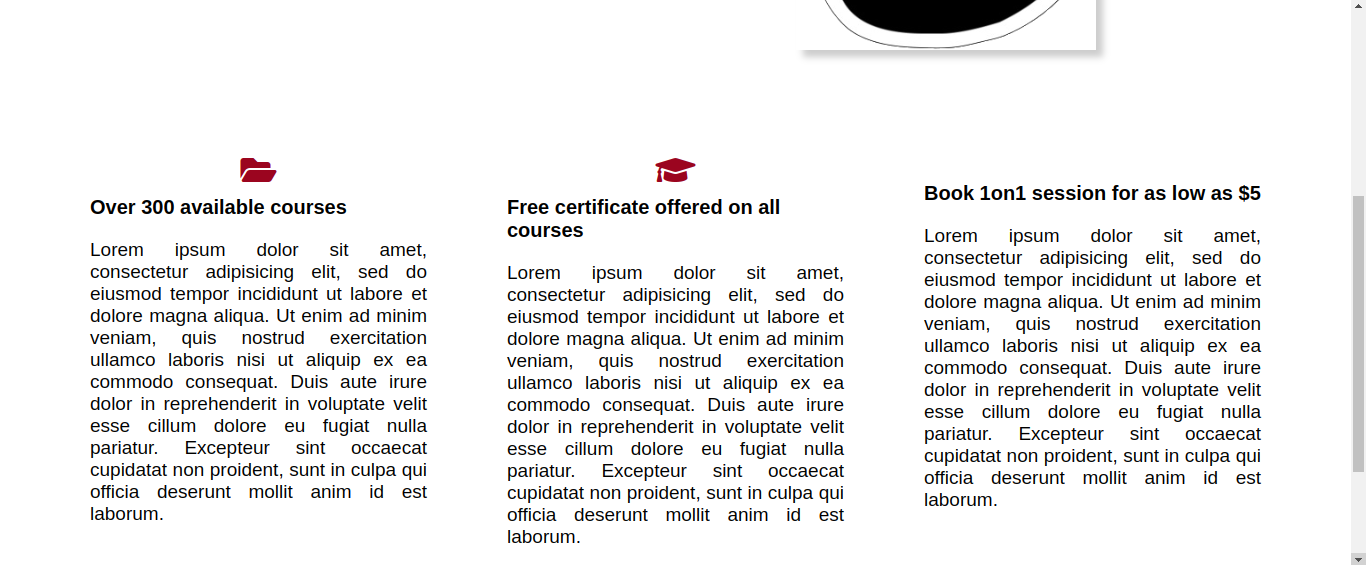 Over 300 available courses
Lorem ipsum dolor sit amet,
consectetur adipisicing elit, sed do
eiusmod tempor incididunt ut labore et
dolore magna aliqua. Ut enim ad minim
veniam, quis nostrud exercitation
ullamco laboris nisi ut aliquip ex ea
commodo consequat. Duis aute irure
dolor in reprehenderit in voluptate velit
esse cillum dolore eu fugiat nulla
pariatur. Excepteur sint occaecat
cupidatat non proident, sunt in culpa qui
officia deserunt mollit anim id est
laborum.
Free certificate offered on all
courses
Lorem ipsum dolor sit amet,
consectetur adipisicing elit, sed do
eiusmod tempor incididunt ut labore et
dolore magna aliqua. Ut enim ad minim
veniam, quis nostrud exercitation
ullamco laboris nisi ut aliquip ex ea
commodo consequat. Duis aute irure
dolor in reprehenderit in voluptate velit
esse cillum dolore eu fugiat nulla
pariatur. Excepteur sint occaecat
cupidatat non proident, sunt in culpa qui
officia deserunt mollit anim id est
laborum.
Book 1on1 session for as low as $5
Lorem ipsum dolor sit amet,
consectetur adipisicing elit, sed do
eiusmod tempor incididunt ut labore et
dolore magna aliqua. Ut enim ad minim
veniam, quis nostrud exercitation
ullamco laboris nisi ut aliquip ex ea
commodo consequat. Duis aute irure
dolor in reprehenderit in voluptate velit
esse cillum dolore eu fugiat nulla
pariatur. Excepteur sint occaecat
cupidatat non proident, sunt in culpa qui
officia deserunt mollit anim id est
laborum.